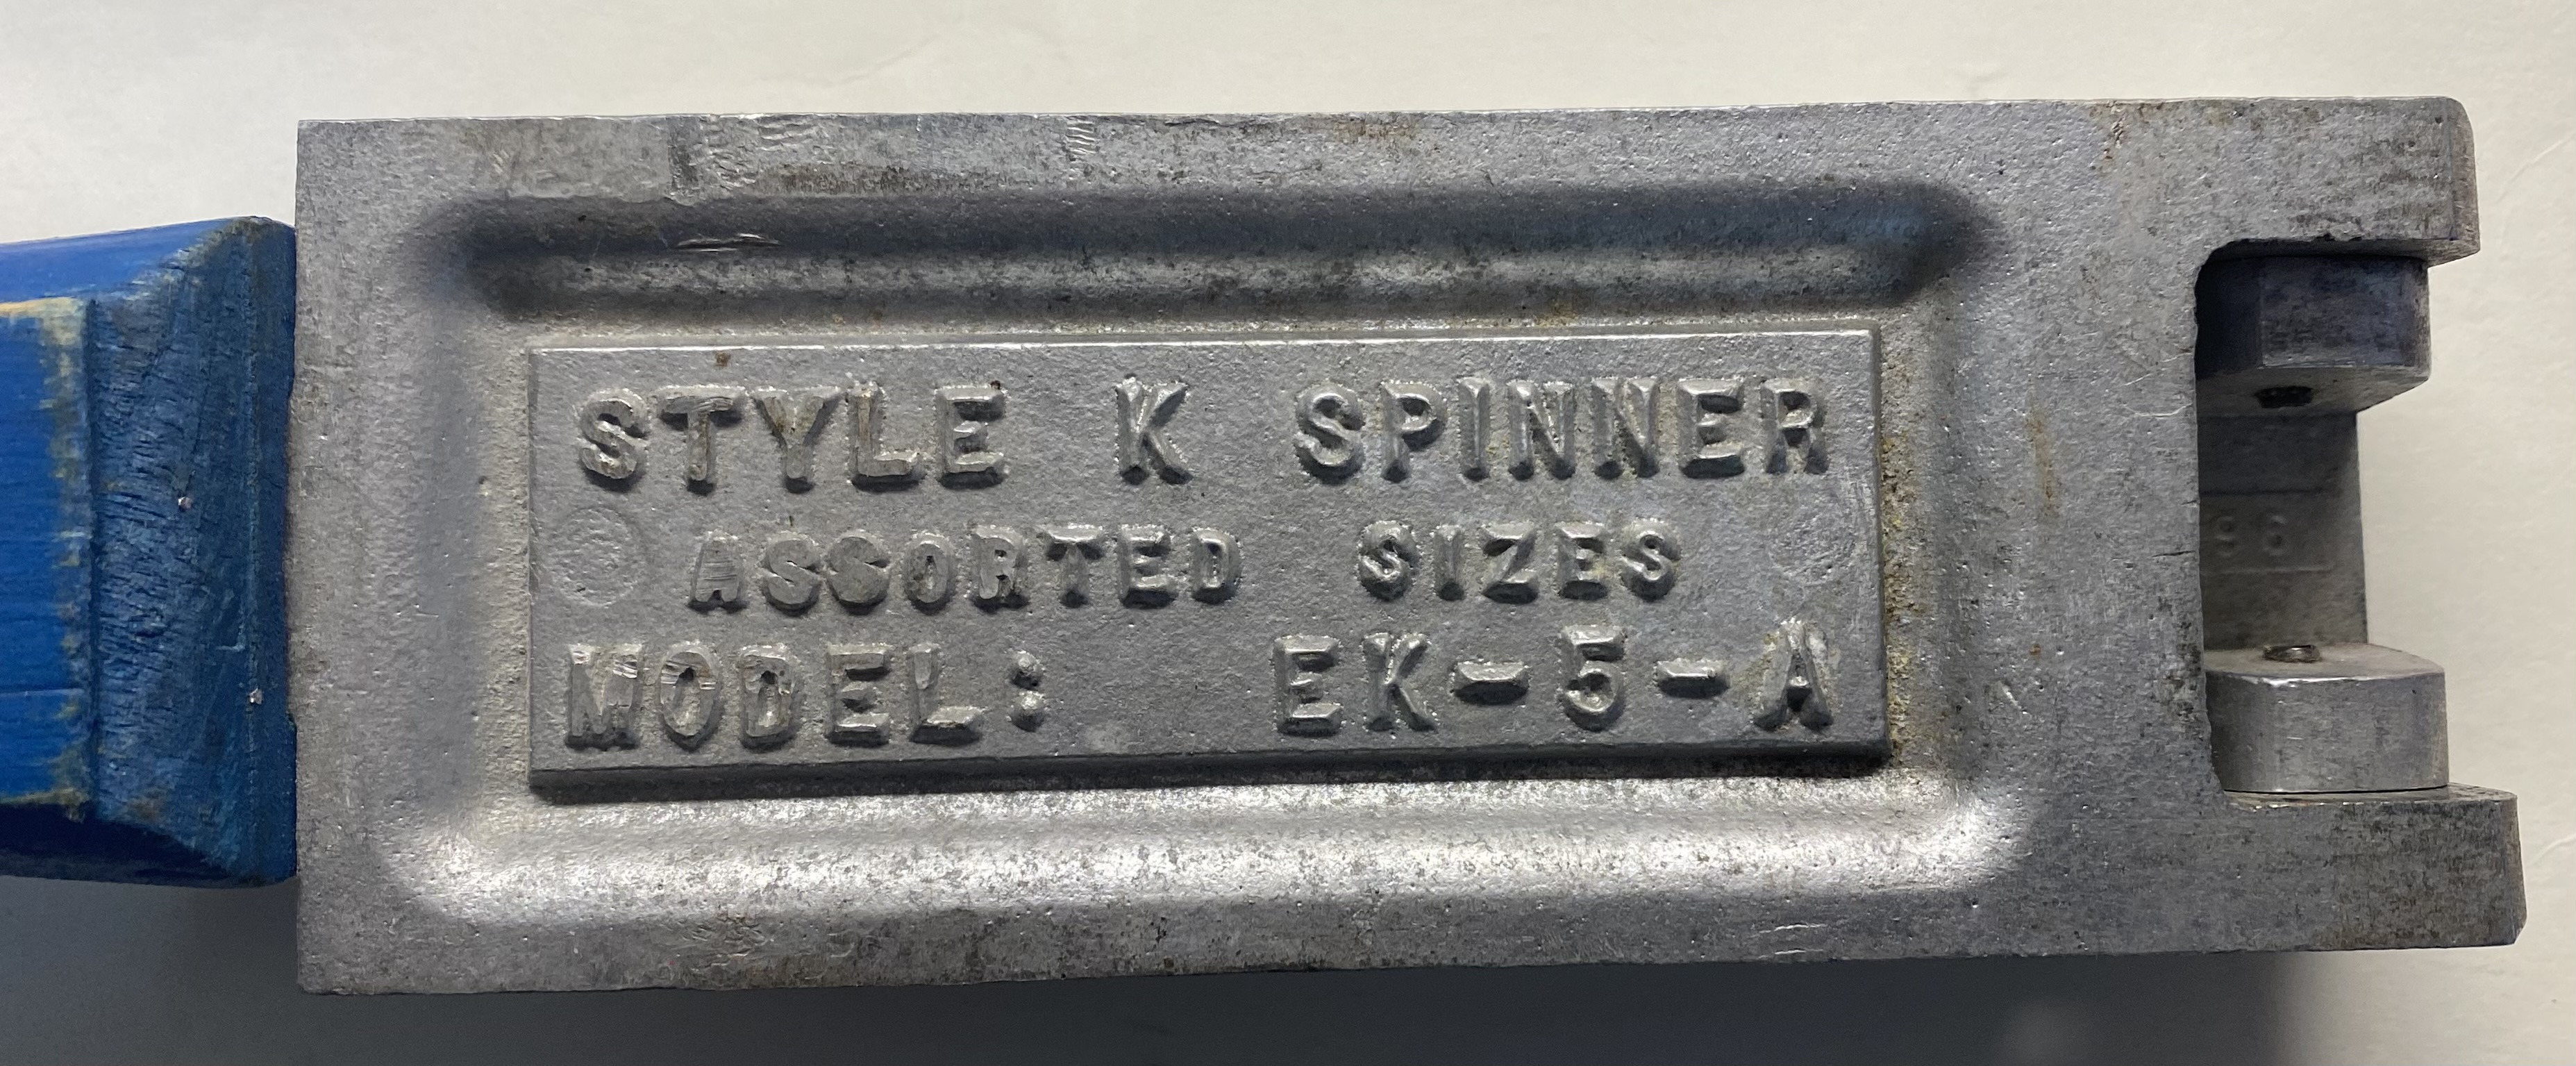 STYLE K SPINNER
ASSORTED SIZES
MODEL: EK-5-A